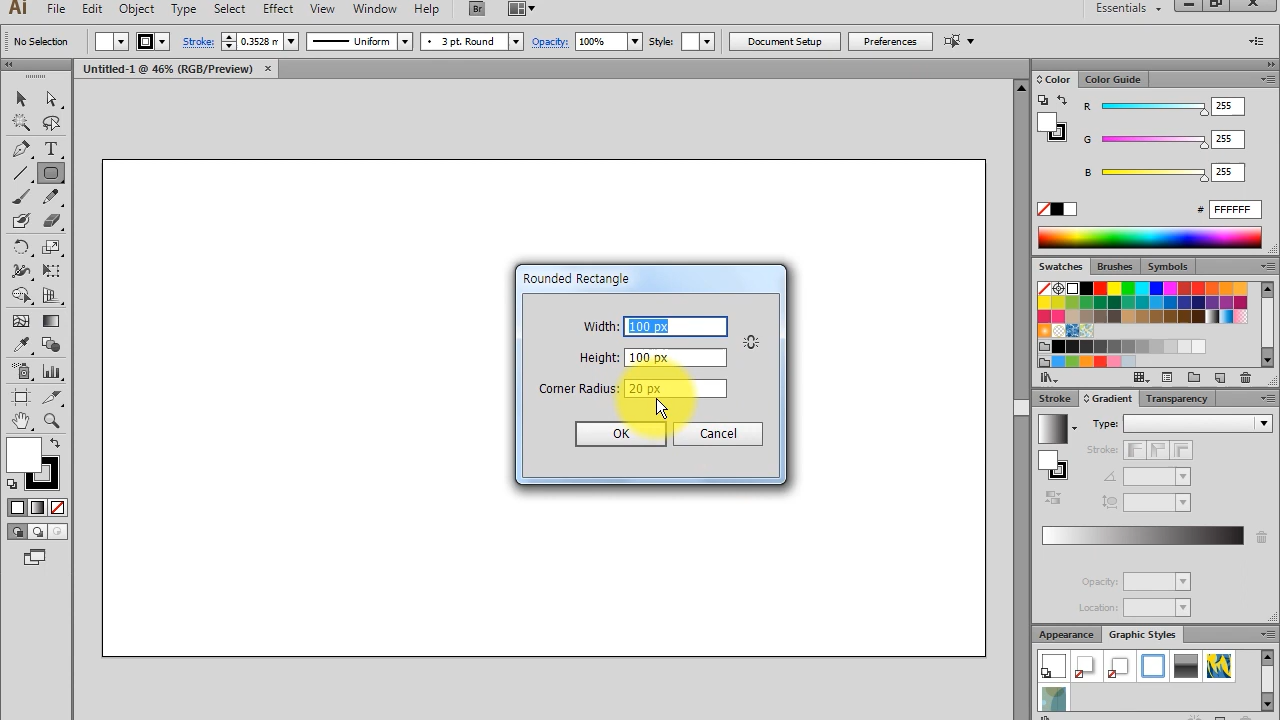 Ai File Edit Object Type Select Effect View Window Help Br Essentials
No Selection Stroke: 0.3528 m Uniform 3 pt. Round Opacity: 100% Style: Document Setup Preferences
Untitled-1 @ 46% (RGB/Preview) ×
Color Color Guide
R 255
G 255
B 255
# FFFFFF
Swatches Brushes Symbols
Rounded Rectangle
Width: 100 px
Height: 100 px
Corner Radius: 20 px
OK Cancel
Stroke Gradient Transparency
Type:
Stroke:
Opacity:
Location:
Appearance Graphic Styles